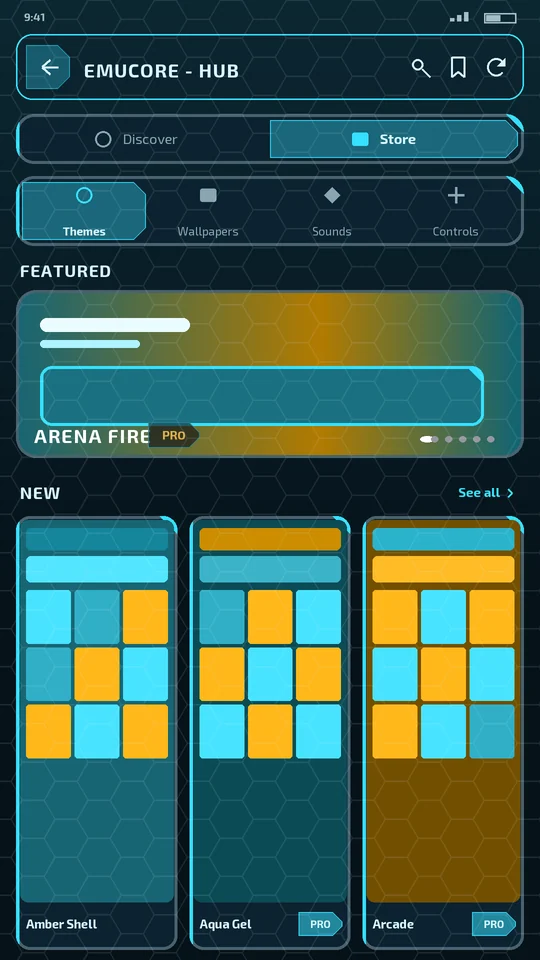 9:41
EMUCORE - HUB
Discover
Store
Themes
Wallpapers
Sounds
Controls
FEATURED
ARENA FIRE
PRO
NEW
See all
Amber Shell
Aqua Gel
PRO
Arcade
PRO